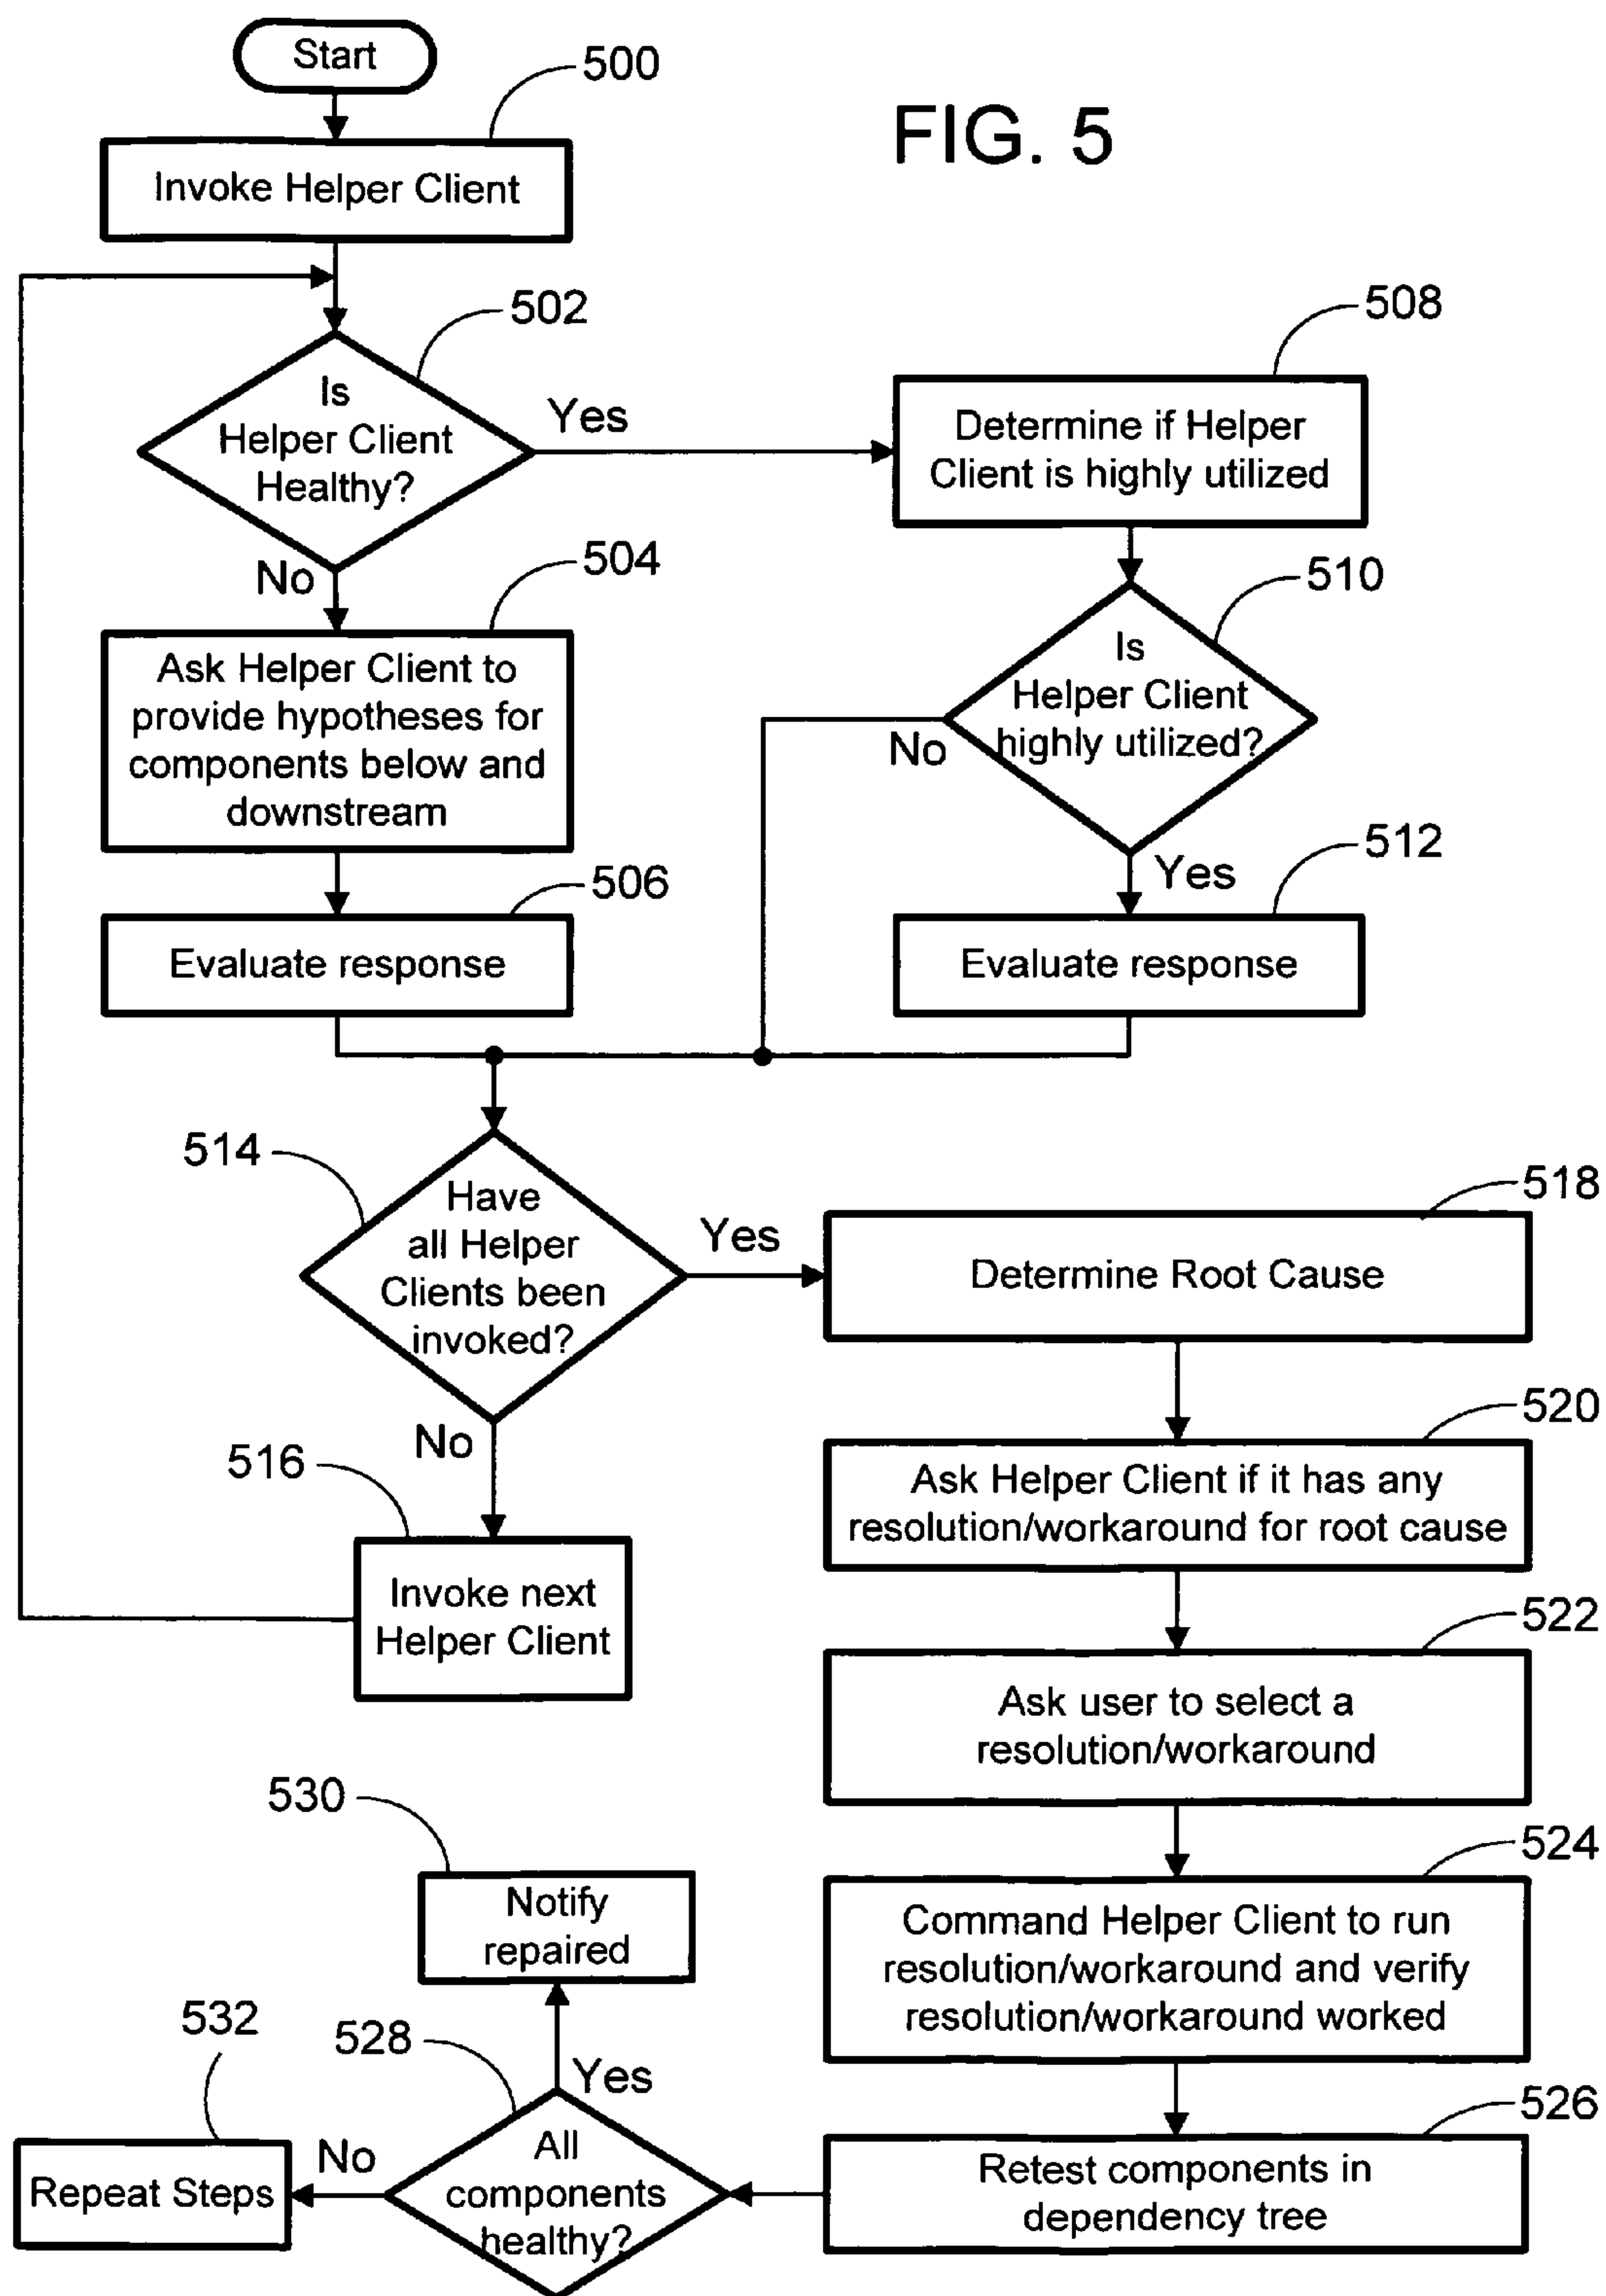 Start
500
FIG. 5
Invoke Helper Client
502
508
Is
Helper Client
Healthy?
Yes
Determine if Helper
Client is highly utilized
No
504
510
Ask Helper Client to
provide hypotheses for
components below and
downstream
Is
Helper Client
highly utilized?
No
Yes
506
512
Evaluate response
Evaluate response
514
Have
all Helper
Clients been
invoked?
Yes
518
Determine Root Cause
No
516
520
Ask Helper Client if it has any
resolution/workaround for root cause
Invoke next
Helper Client
522
Ask user to select a
resolution/workaround
530
Notify
repaired
524
Command Helper Client to run
resolution/workaround and verify
resolution/workaround worked
532
528
Yes
526
No
Repeat Steps
All
components
healthy?
Retest components in
dependency tree